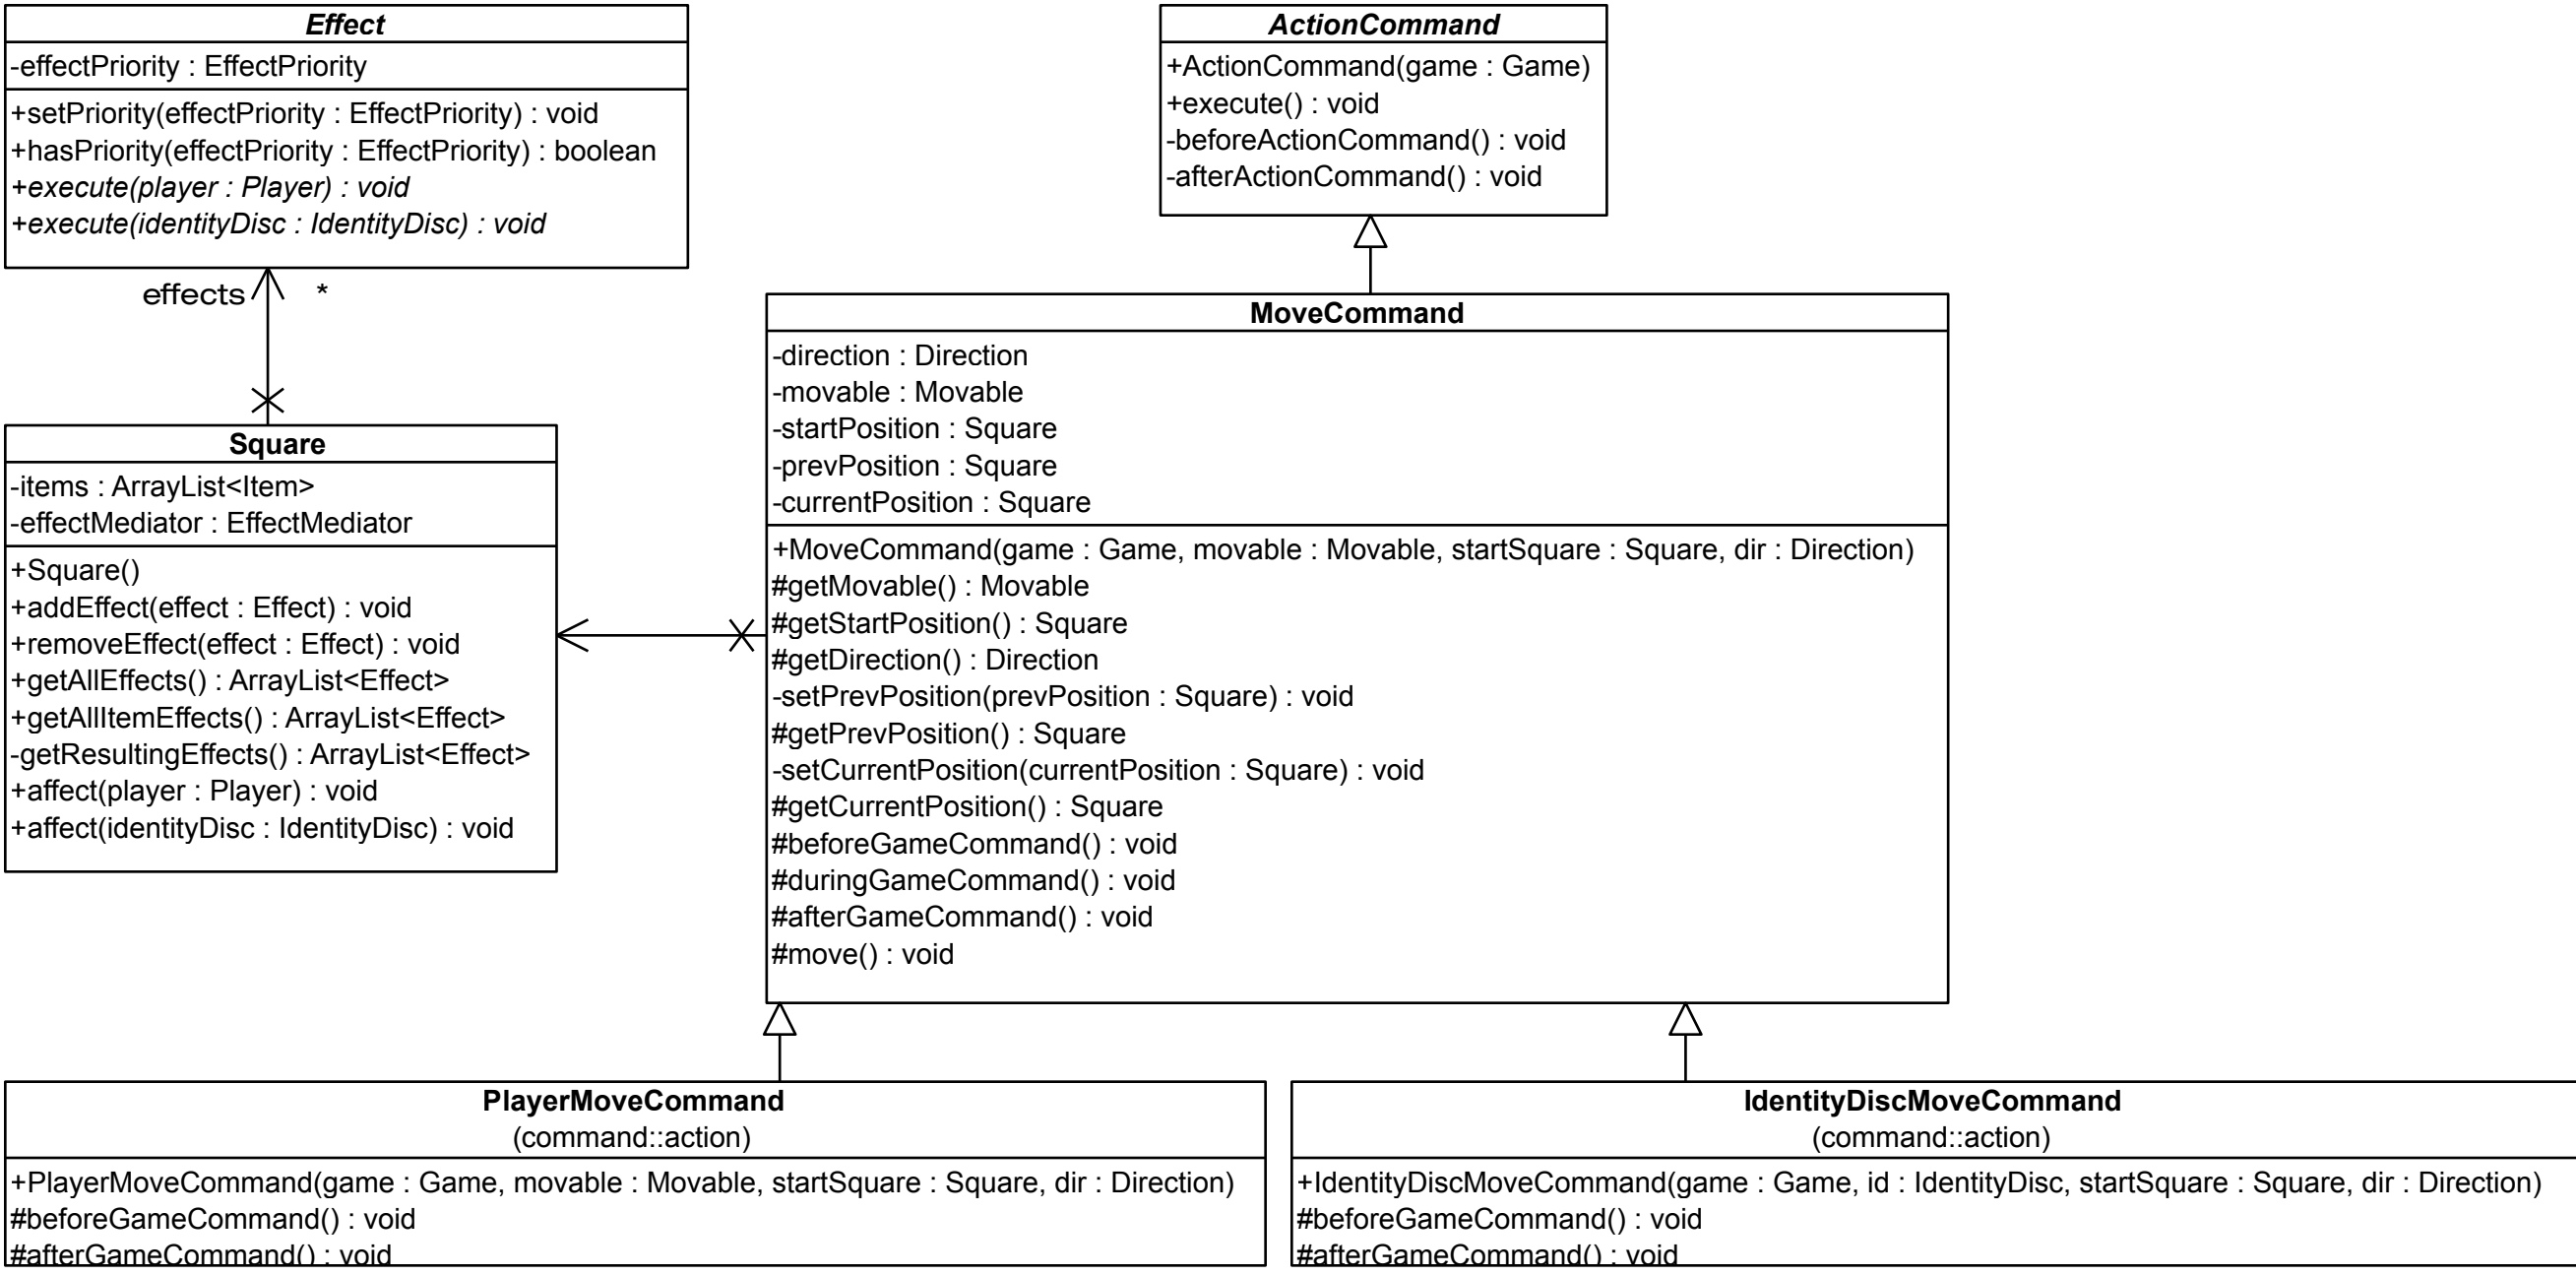 Effect
-effectPriority : EffectPriority
+setPriority(effectPriority : EffectPriority) : void
+hasPriority(effectPriority : EffectPriority) : boolean
+execute(player : Player) : void
+execute(identityDisc : IdentityDisc) : void
effects *
Square
-items : ArrayList<Item>
-effectMediator : EffectMediator
+Square()
+addEffect(effect : Effect) : void
+removeEffect(effect : Effect) : void
+getAllEffects() : ArrayList<Effect>
+getAllItemEffects() : ArrayList<Effect>
-getResultingEffects() : ArrayList<Effect>
+affect(player : Player) : void
+affect(identityDisc : IdentityDisc) : void
ActionCommand
+ActionCommand(game : Game)
+execute() : void
-beforeActionCommand() : void
-afterActionCommand() : void
MoveCommand
-direction : Direction
-movable : Movable
-startPosition : Square
-prevPosition : Square
-currentPosition : Square
+MoveCommand(game : Game, movable : Movable, startSquare : Square, dir : Direction)
#getMovable() : Movable
#getStartPosition() : Square
#getDirection() : Direction
-setPrevPosition(prevPosition : Square) : void
#getPrevPosition() : Square
-setCurrentPosition(currentPosition : Square) : void
#getCurrentPosition() : Square
#beforeGameCommand() : void
#duringGameCommand() : void
#afterGameCommand() : void
#move() : void
PlayerMoveCommand
(command::action)
+PlayerMoveCommand(game : Game, movable : Movable, startSquare : Square, dir : Direction)
#beforeGameCommand() : void
#afterGameCommand() : void
IdentityDiscMoveCommand
(command::action)
+IdentityDiscMoveCommand(game : Game, id : IdentityDisc, startSquare : Square, dir : Direction)
#beforeGameCommand() : void
#afterGameCommand() : void